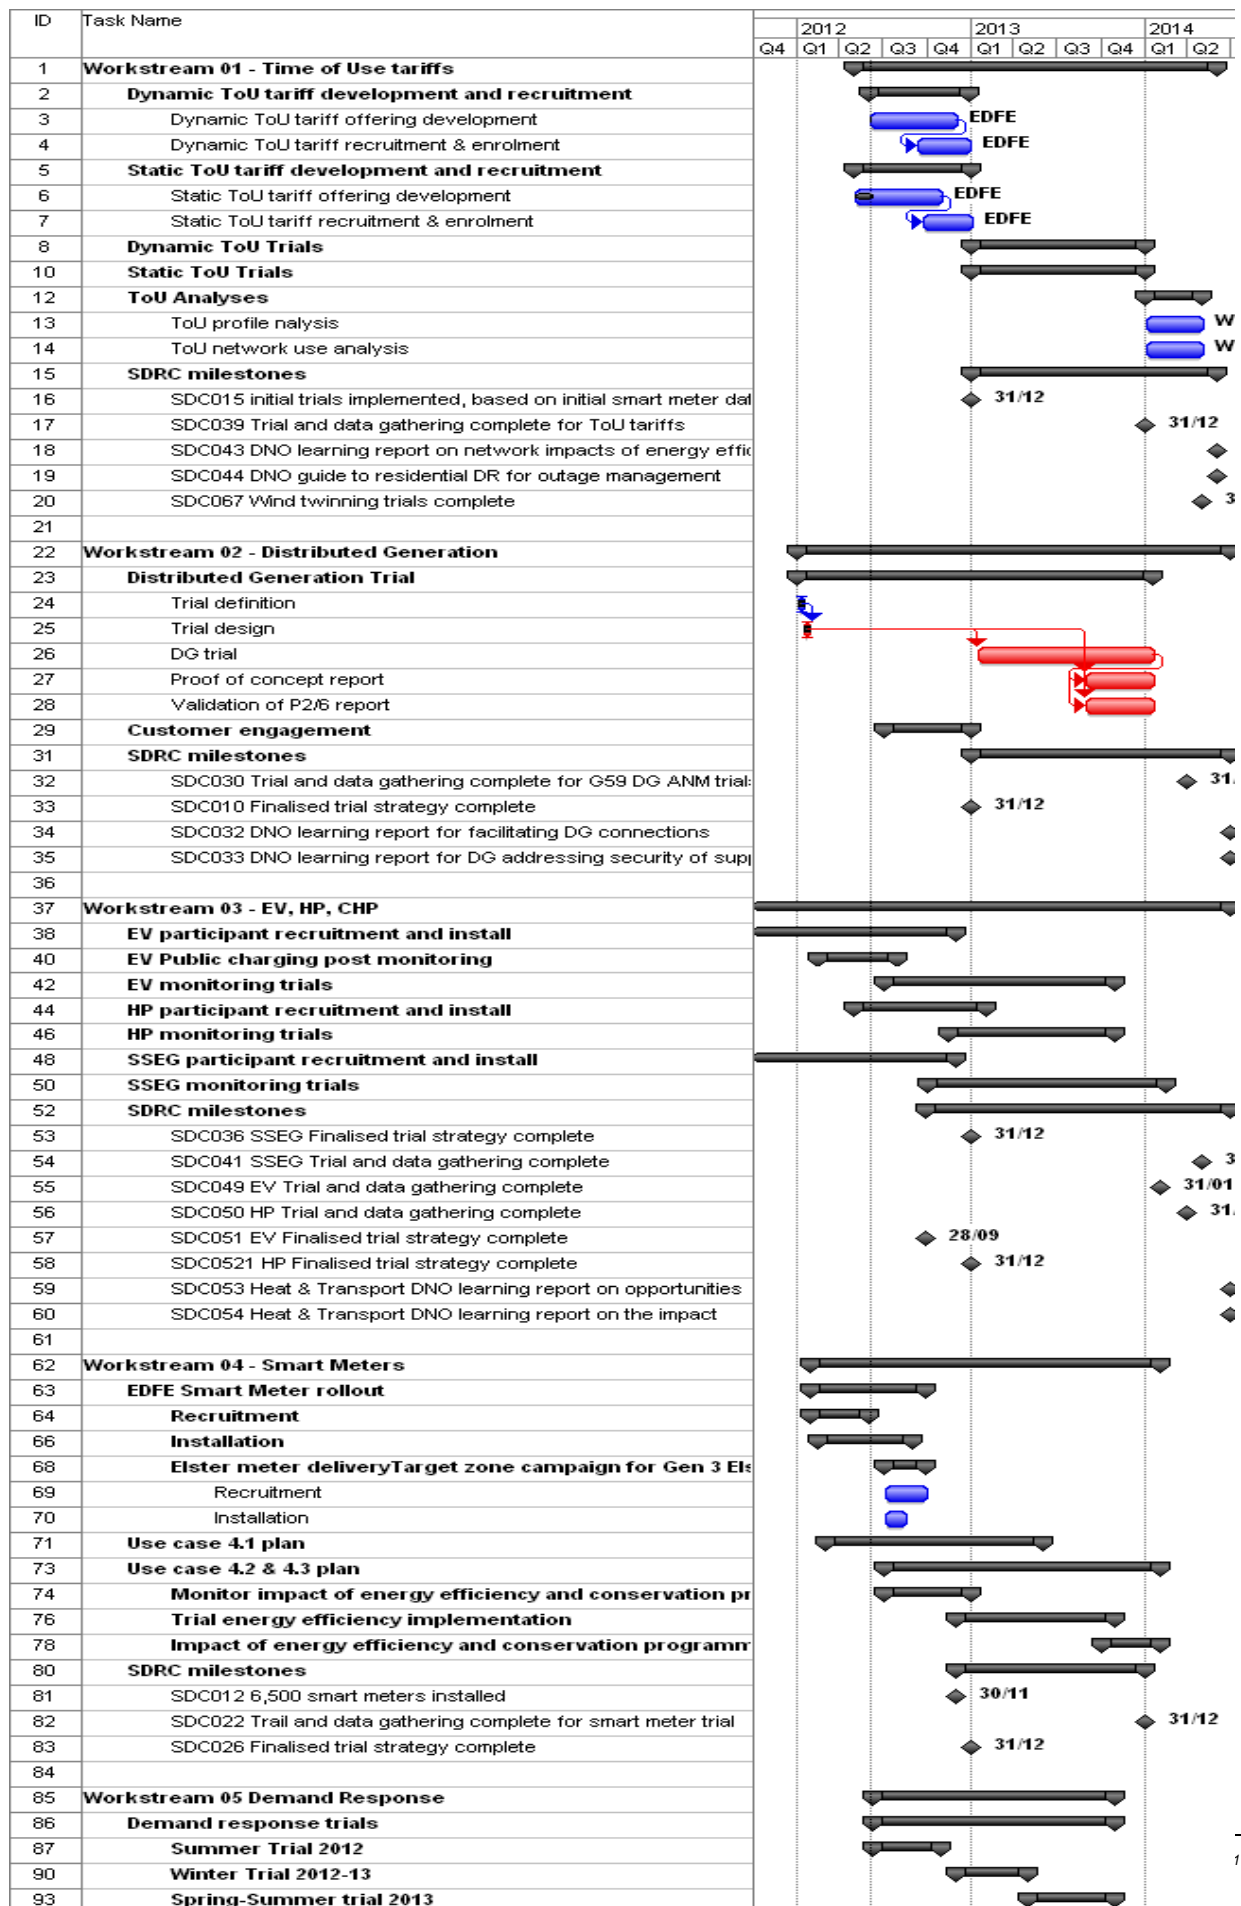 ID Task Name
2012 2013 2014
Q4 Q1 Q2 Q3 Q4 Q1 Q2 Q3 Q4 Q1 Q2
1 Workstream 01 - Time of Use tariffs
2 Dynamic ToU tariff development and recruitment
3 Dynamic ToU tariff offering development EDFE
4 Dynamic ToU tariff recruitment & enrolment EDFE
5 Static ToU tariff development and recruitment
6 Static ToU tariff offering development EDFE
7 Static ToU tariff recruitment & enrolment EDFE
8 Dynamic ToU Trials
10 Static ToU Trials
12 ToU Analyses
13 ToU profile nalysis W
14 ToU network use analysis W
15 SDRC milestones
16 SDC015 initial trials implemented, based on initial smart meter dat 31/12
17 SDC039 Trial and data gathering complete for ToU tariffs 31/12
18 SDC043 DNO learning report on network impacts of energy effic
19 SDC044 DNO guide to residential DR for outage management
20 SDC067 Wind twinning trials complete 3
21
22 Workstream 02 - Distributed Generation
23 Distributed Generation Trial
24 Trial definition
25 Trial design
26 DG trial
27 Proof of concept report
28 Validation of P2/6 report
29 Customer engagement
31 SDRC milestones
32 SDC030 Trial and data gathering complete for G59 DG ANM trial: 31/
33 SDC010 Finalised trial strategy complete 31/12
34 SDC032 DNO learning report for facilitating DG connections
35 SDC033 DNO learning report for DG addressing security of supp
36
37 Workstream 03 - EV, HP, CHP
38 EV participant recruitment and install
40 EV Public charging post monitoring
42 EV monitoring trials
44 HP participant recruitment and install
46 HP monitoring trials
48 SSEG participant recruitment and install
50 SSEG monitoring trials
52 SDRC milestones
53 SDC036 SSEG Finalised trial strategy complete 31/12
54 SDC041 SSEG Trial and data gathering complete 3
55 SDC049 EV Trial and data gathering complete 31/01
56 SDC050 HP Trial and data gathering complete 31/
57 SDC051 EV Finalised trial strategy complete 28/09
58 SDC0521 HP Finalised trial strategy complete 31/12
59 SDC053 Heat & Transport DNO learning report on opportunities
60 SDC054 Heat & Transport DNO learning report on the impact
61
62 Workstream 04 - Smart Meters
63 EDFE Smart Meter rollout
64 Recruitment
66 Installation
68 Elster meter deliveryTarget zone campaign for Gen 3 Els
69 Recruitment
70 Installation
71 Use case 4.1 plan
73 Use case 4.2 & 4.3 plan
74 Monitor impact of energy efficiency and conservation pr
76 Trial energy efficiency implementation
78 Impact of energy efficiency and conservation programm
80 SDRC milestones
81 SDC012 6,500 smart meters installed 30/11
82 SDC022 Trail and data gathering complete for smart meter trial 31/12
83 SDC026 Finalised trial strategy complete 31/12
84
85 Workstream 05 Demand Response
86 Demand response trials
87 Summer Trial 2012
90 Winter Trial 2012-13
93 Spring-Summer trial 2013
1